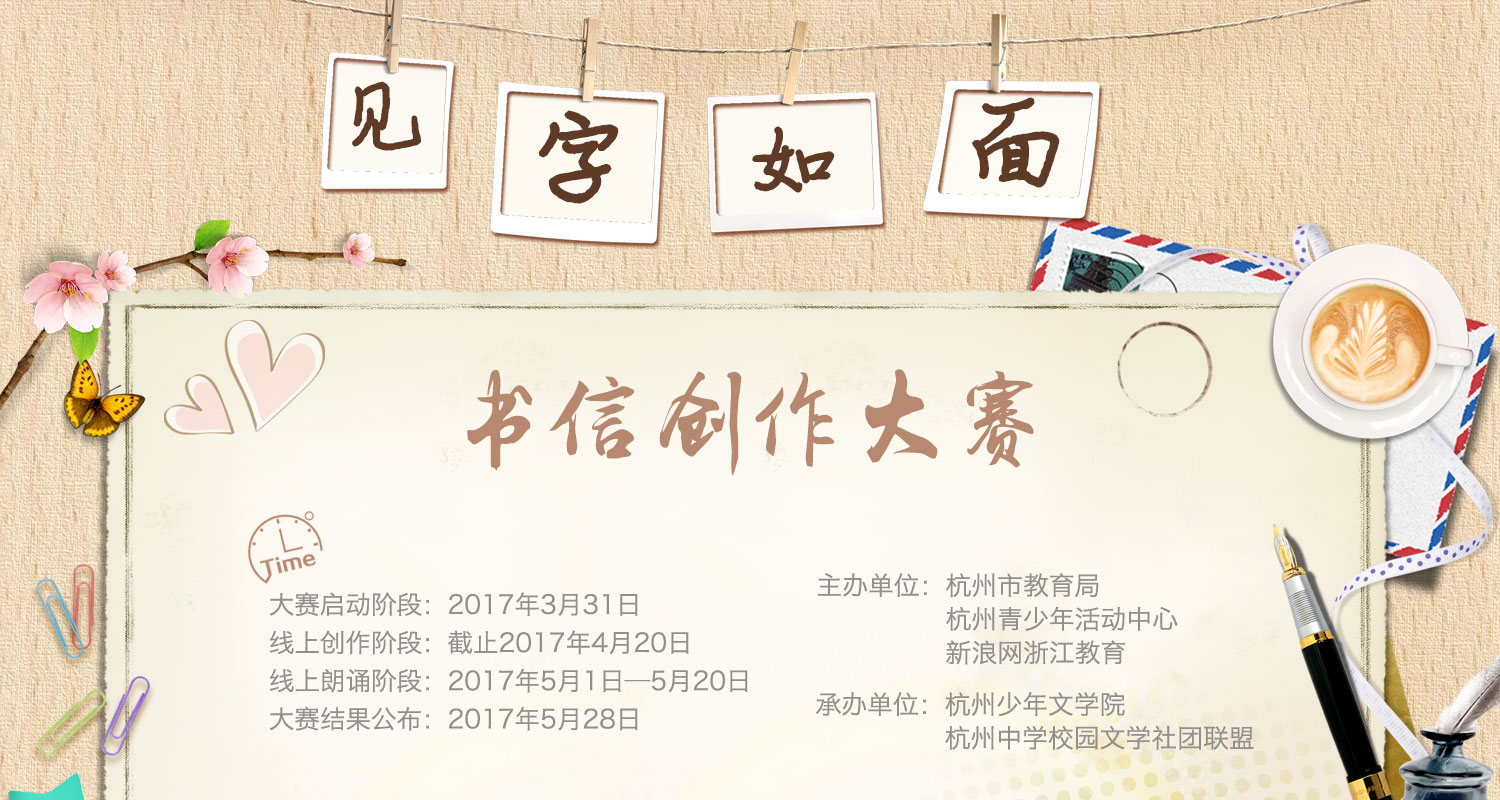 见字如面
书信创作大赛
Time
大赛启动阶段：2017年3月31日
线上创作阶段：截止2017年4月20日
线上朗诵阶段：2017年5月1日—5月20日
大赛结果公布：2017年5月28日
主办单位：杭州市教育局
杭州青少年活动中心
新浪网浙江教育
承办单位：杭州少年文学院
杭州中学校园文学社团联盟